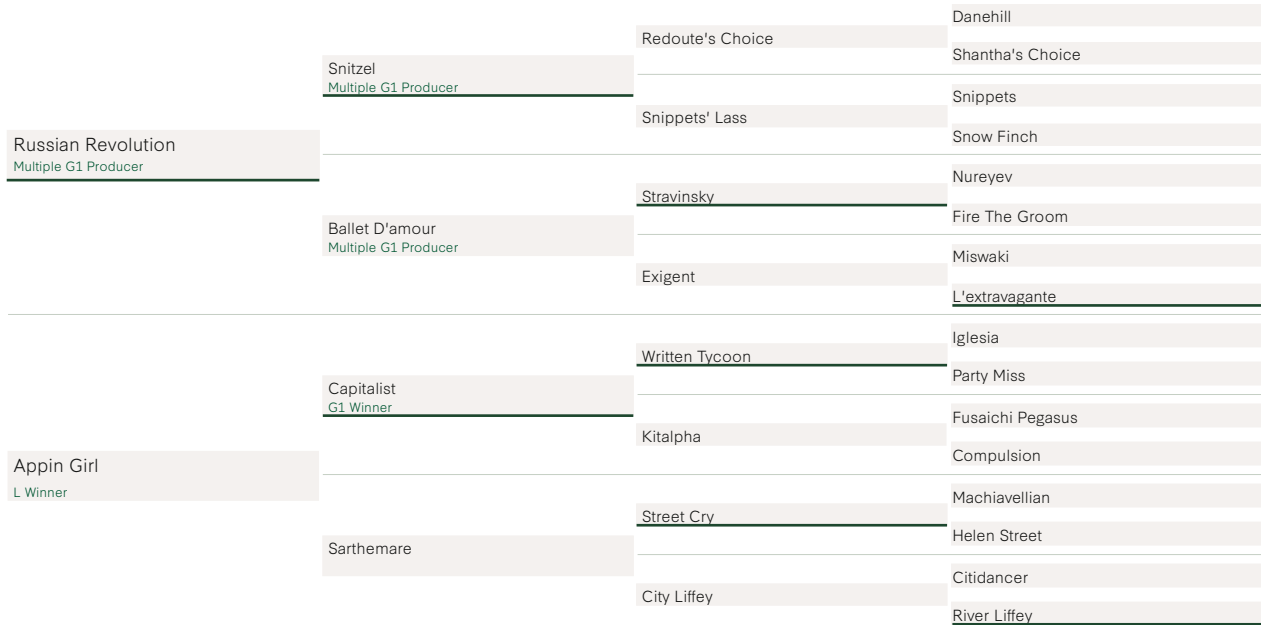 Russian Revolution
Multiple G1 Producer
Appin Girl
L Winner
Snitzel
Multiple G1 Producer
Ballet D'amour
Multiple G1 Producer
Capitalist
G1 Winner
Sarthemare
Redoute's Choice
Snippets' Lass
Stravinsky
Exigent
Written Tycoon
Kitalpha
Street Cry
City Liffey
Danehill
Shantha's Choice
Snippets
Snow Finch
Nureyev
Fire The Groom
Miswaki
L'extravagante
Iglesia
Party Miss
Fusaichi Pegasus
Compulsion
Machiavellian
Helen Street
Citidancer
River Liffey